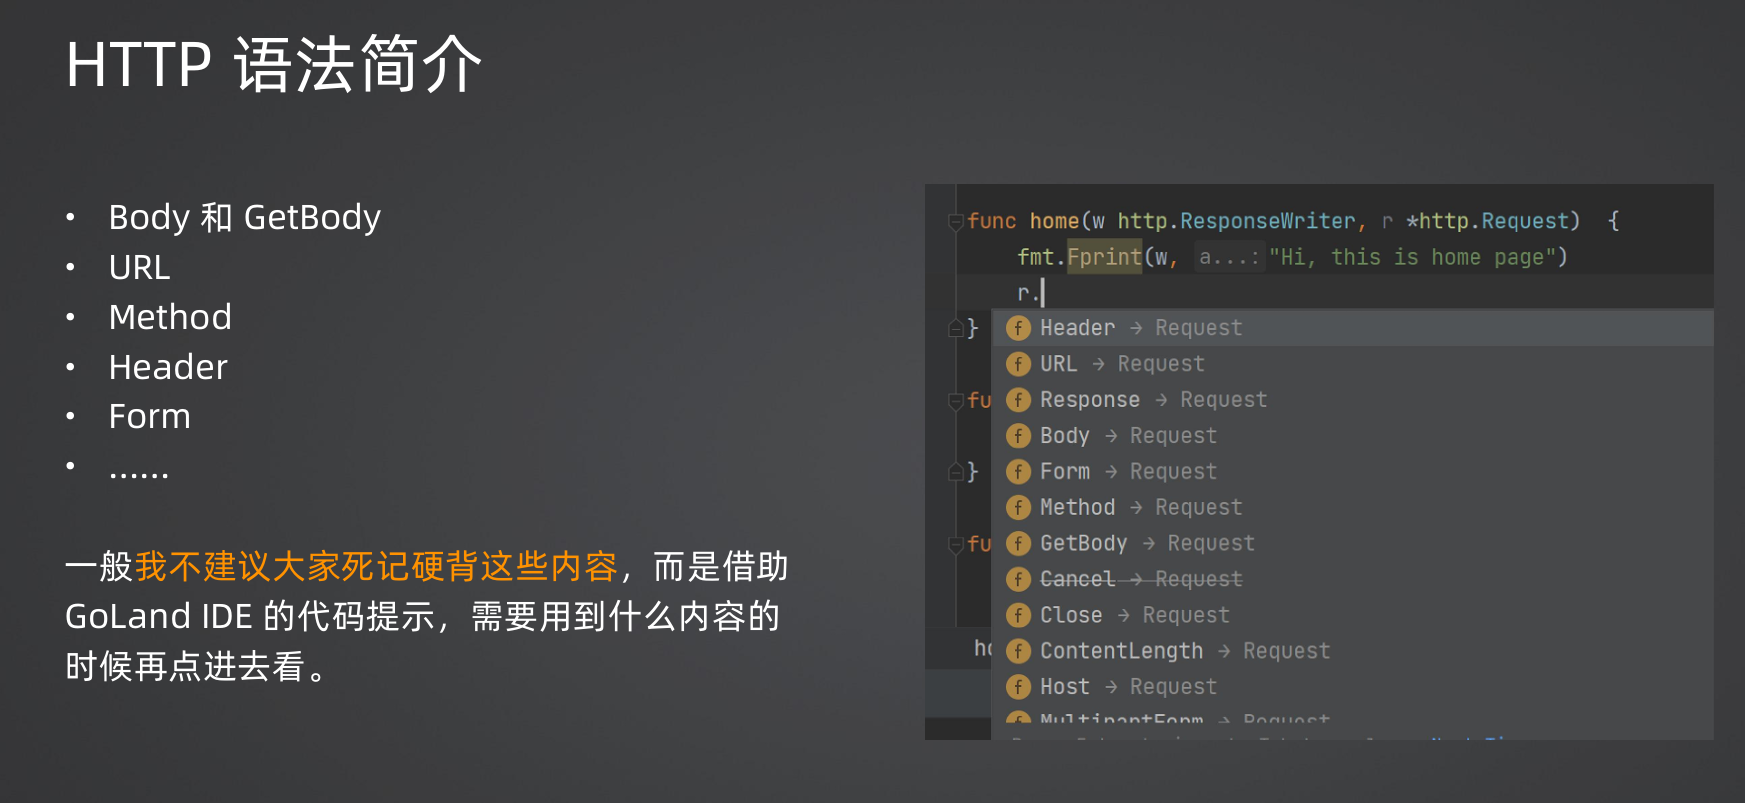 HTTP 语法简介
• Body 和 GetBody
• URL
• Method
• Header
• Form
• ......
一般我不建议大家死记硬背这些内容，而是借助
GoLand IDE 的代码提示，需要用到什么内容的
时候再点进去看。
func home(w http.ResponseWriter, r *http.Request) {
fmt.Fprint(w, a...: "Hi, this is home page")
r.
} Header → Request
URL → Request
fu Response → Request
Body → Request
} Form → Request
Method → Request
fu GetBody → Request
Cancel → Request
Close → Request
ContentLength → Request
Host → Request
MultipartForm → Request